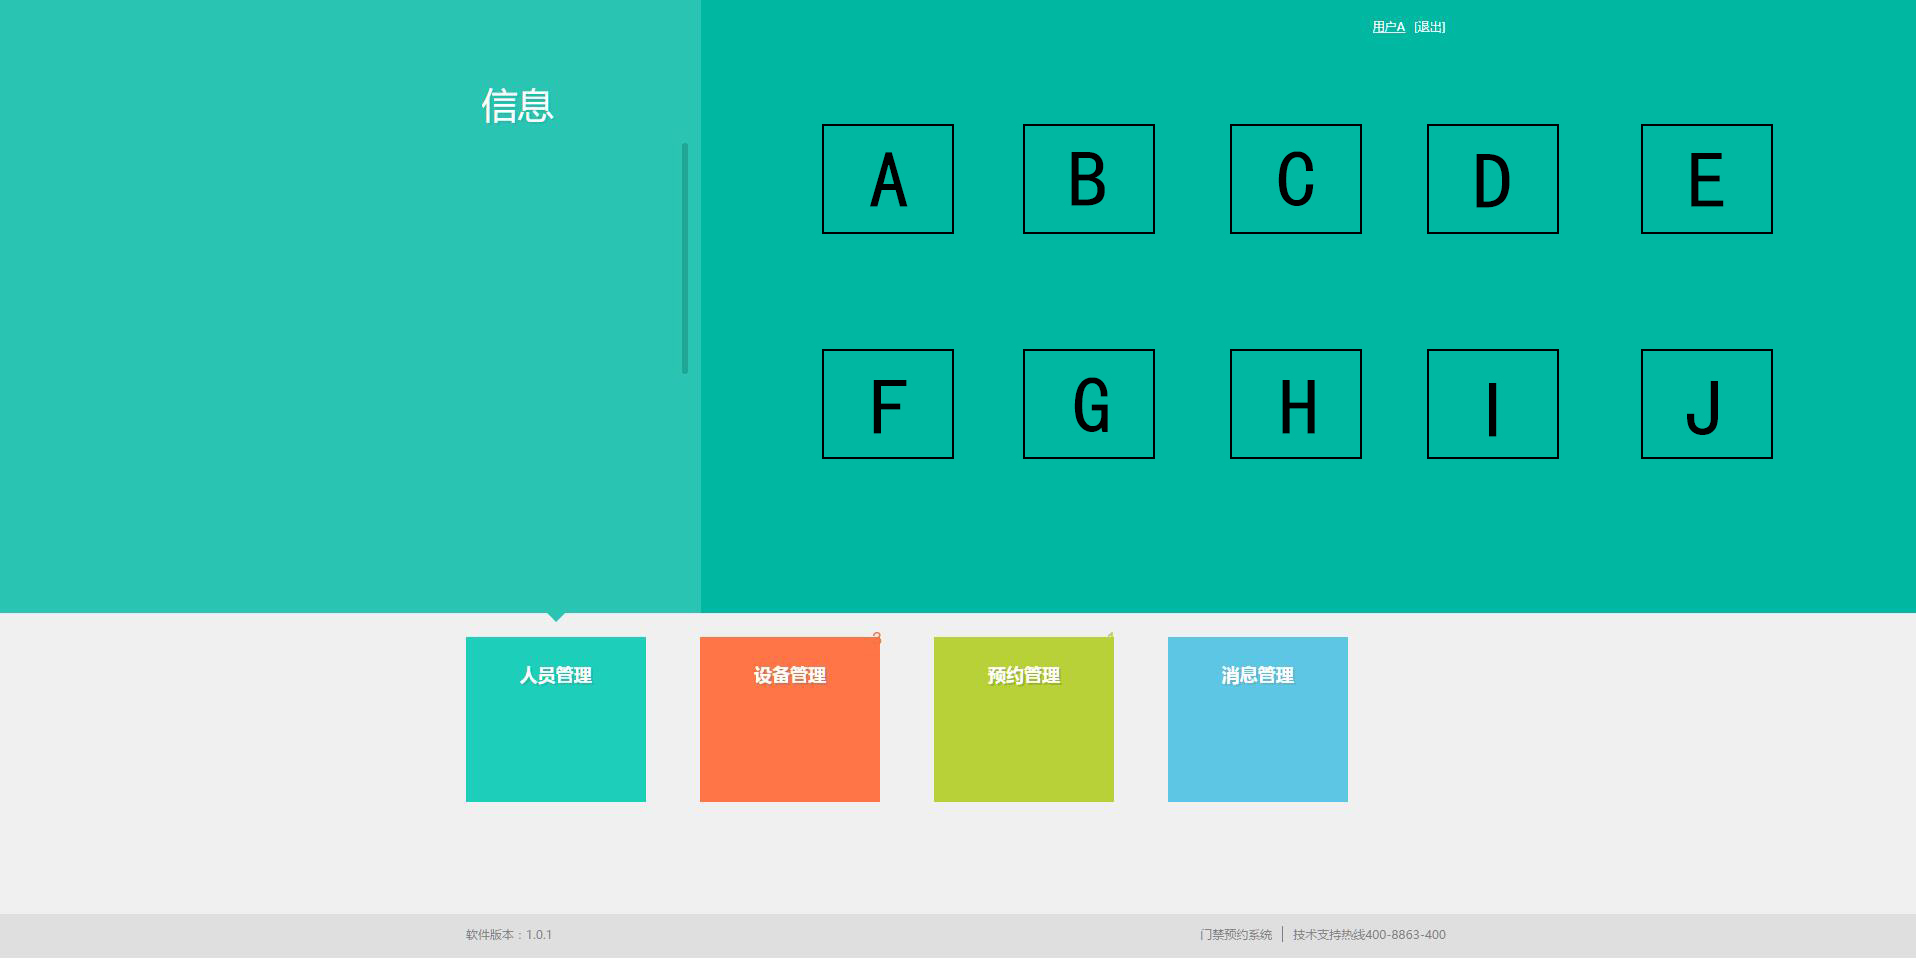 用户A [退出]
信息
A B C D E
F G H I J
3
人员管理 设备管理 预约管理 消息管理
软件版本：1.0.1
门禁预约系统 | 技术支持热线400-8863-400